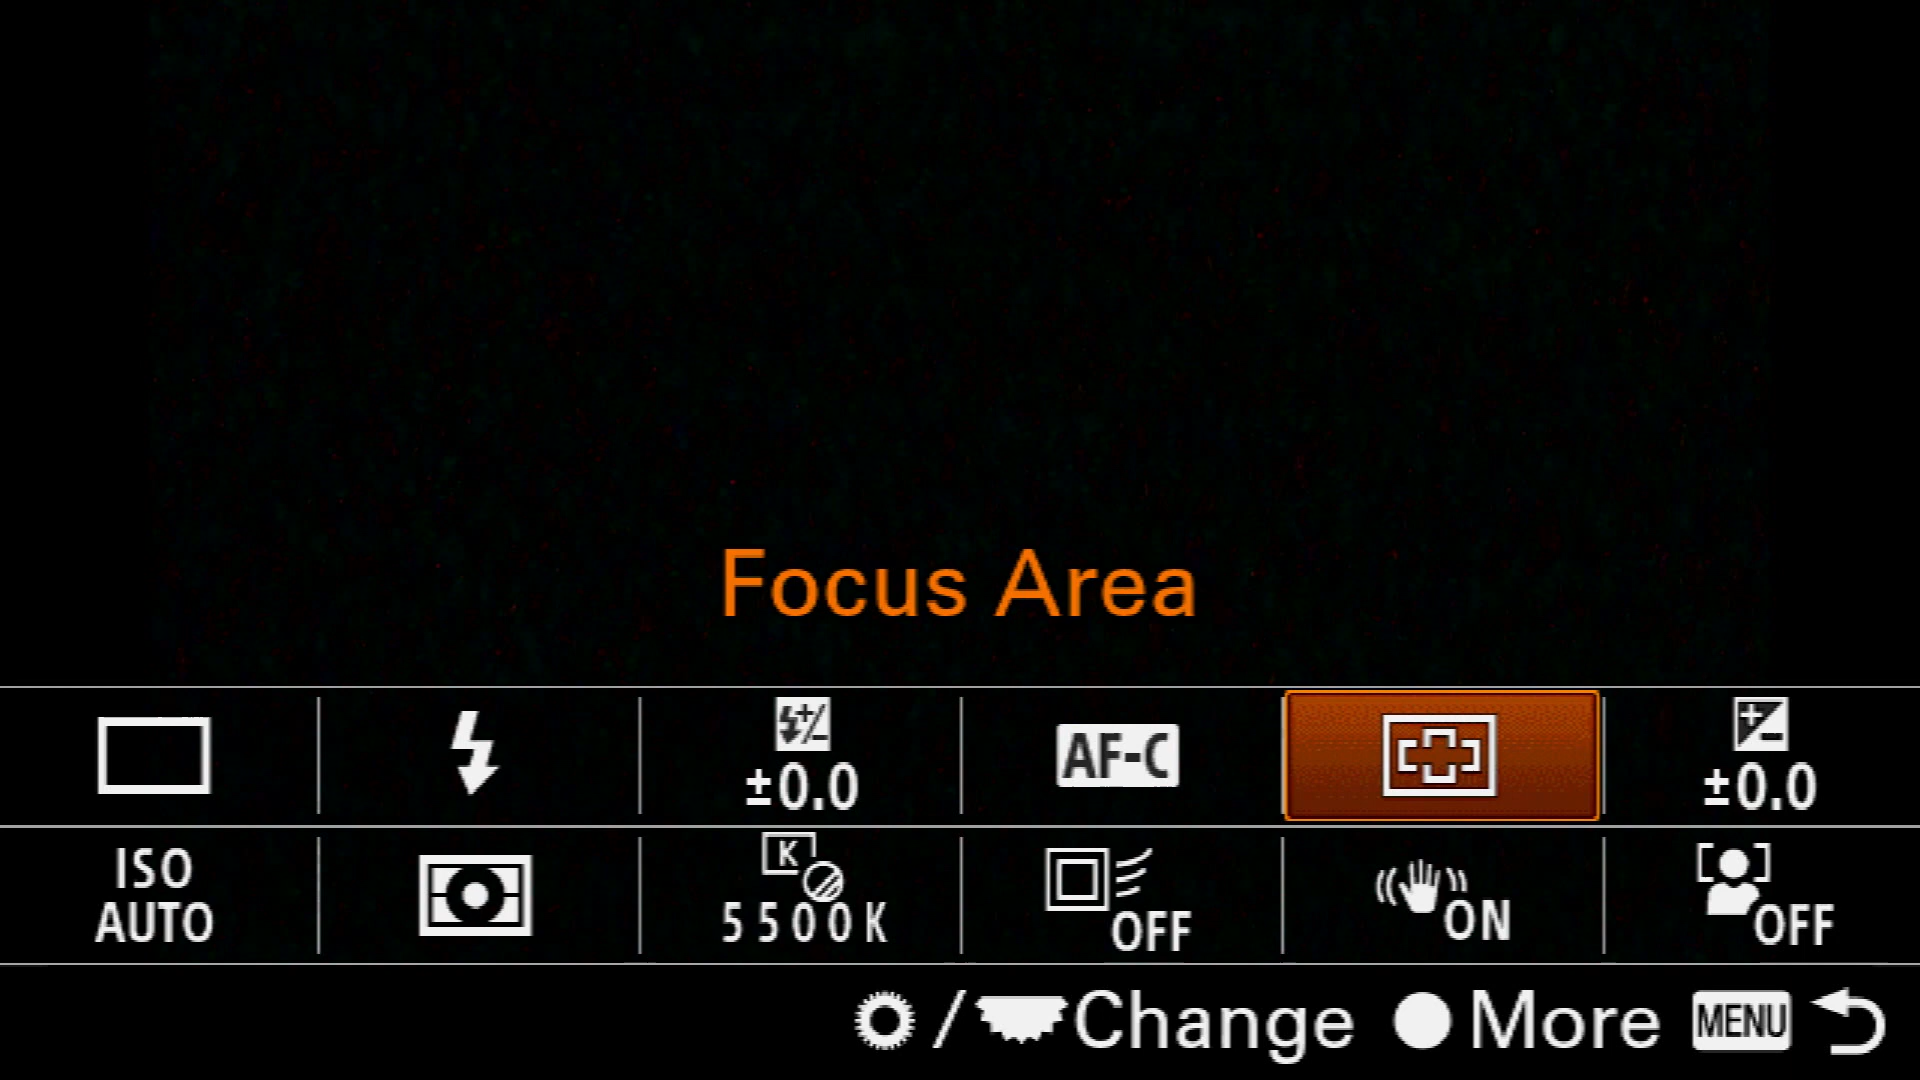 Focus Area
±0.0
AF-C
±0.0
ISO
AUTO
K
5500K
OFF
ON
OFF
/ Change More MENU